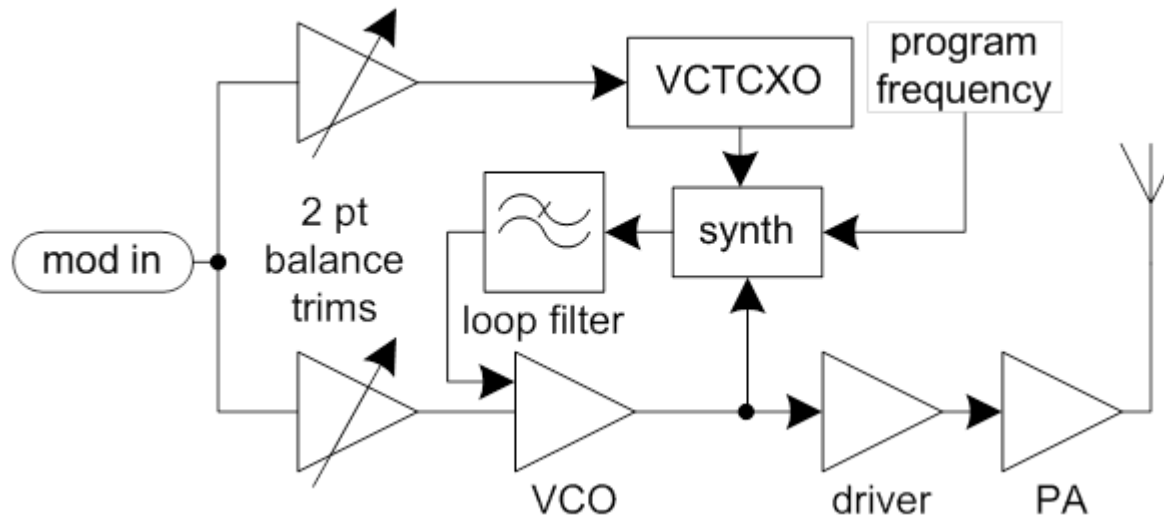 program
frequency
VCTCXO
2 pt
balance
trims
synth
mod in
loop filter
VCO
driver
PA